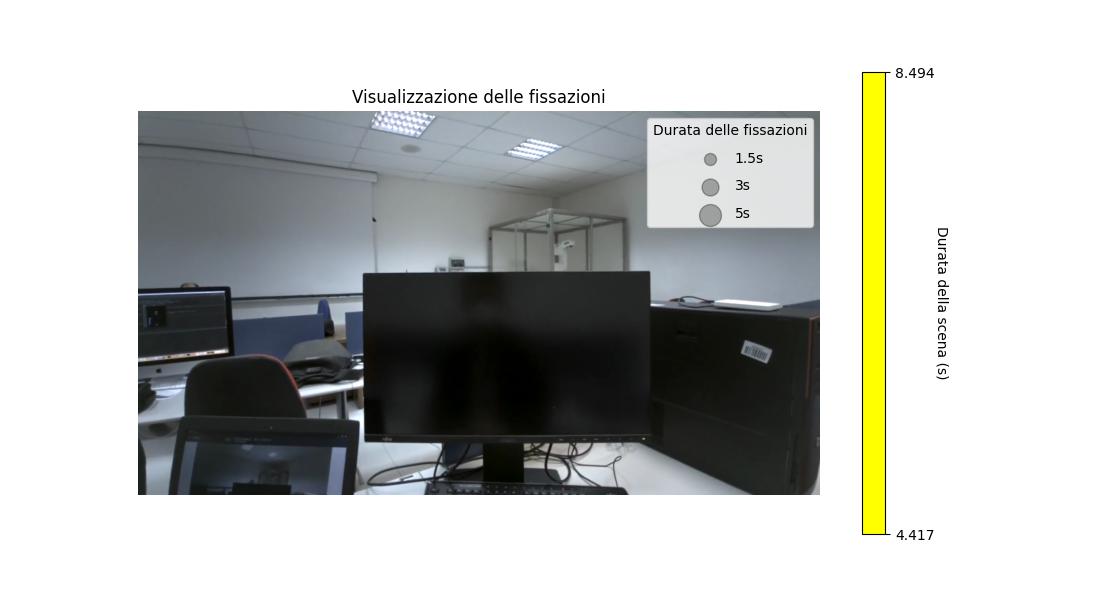 Visualizzazione delle fissazioni
Durata delle fissazioni
1.5s
3s
5s
8.494
Durata della scena (s)
4.417